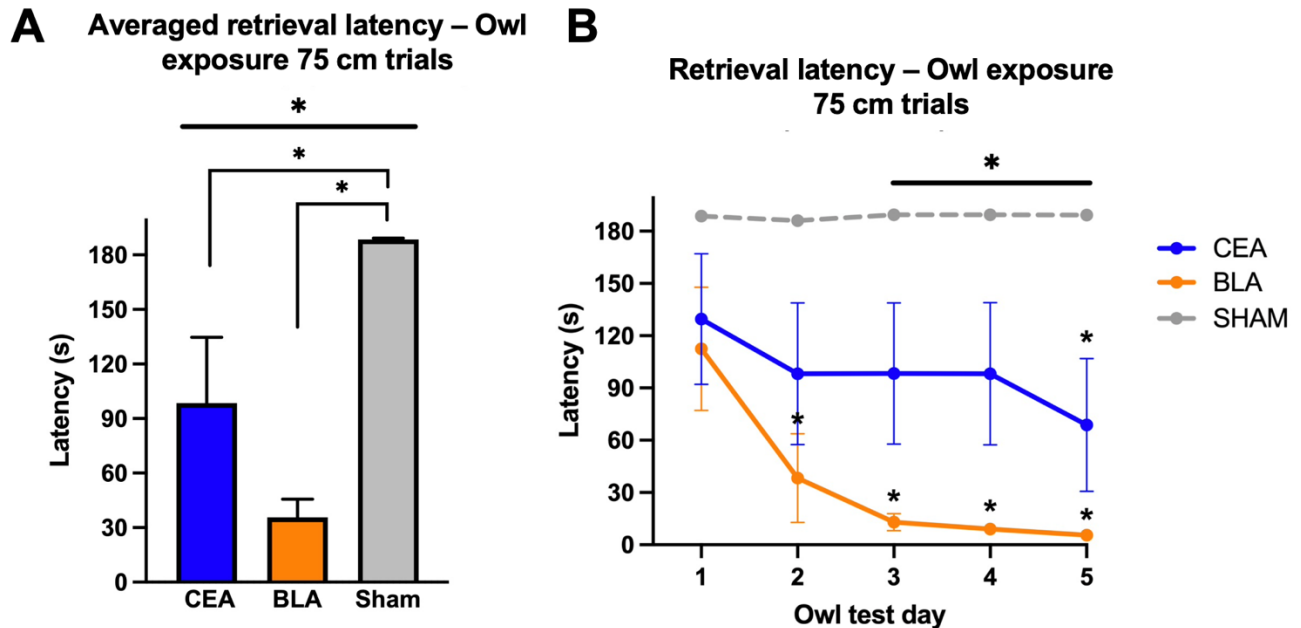 A
Averaged retrieval latency – Owl
exposure 75 cm trials
*
*
*
Latency (s)
180
150
120
90
60
30
0
CEA BLA Sham
B
Retrieval latency – Owl exposure
75 cm trials
*
Latency (s)
180
150
120
90
60
30
0
*
*
*
*
*
1 2 3 4 5
Owl test day
CEA
BLA
SHAM